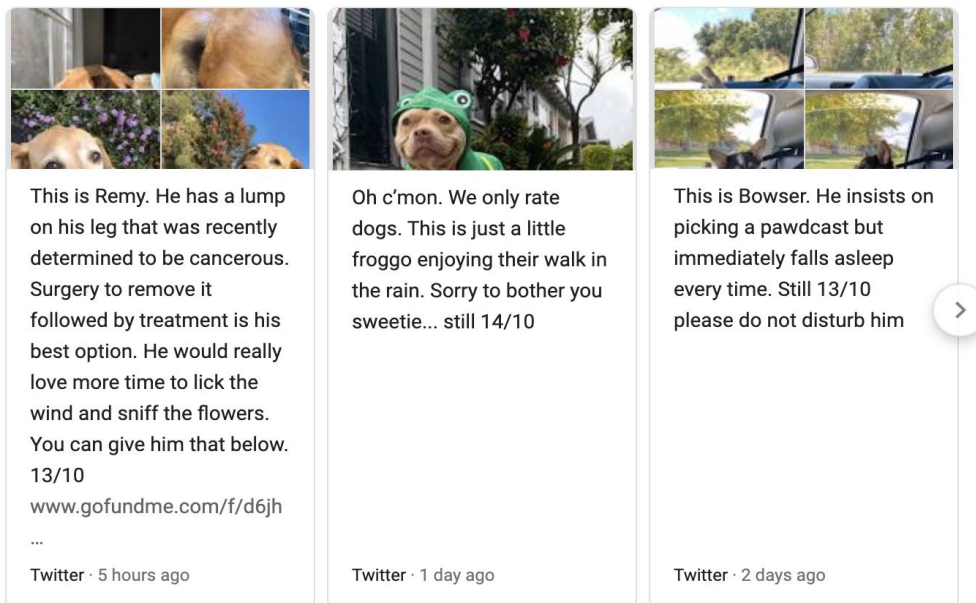 This is Remy. He has a lump
on his leg that was recently
determined to be cancerous.
Surgery to remove it
followed by treatment is his
best option. He would really
love more time to lick the
wind and sniff the flowers.
You can give him that below.
13/10
www.gofundme.com/f/d6jh
…
Twitter · 5 hours ago
Oh c’mon. We only rate
dogs. This is just a little
froggo enjoying their walk in
the rain. Sorry to bother you
sweetie... still 14/10
Twitter · 1 day ago
This is Bowser. He insists on
picking a pawdcast but
immediately falls asleep
every time. Still 13/10
please do not disturb him
Twitter · 2 days ago